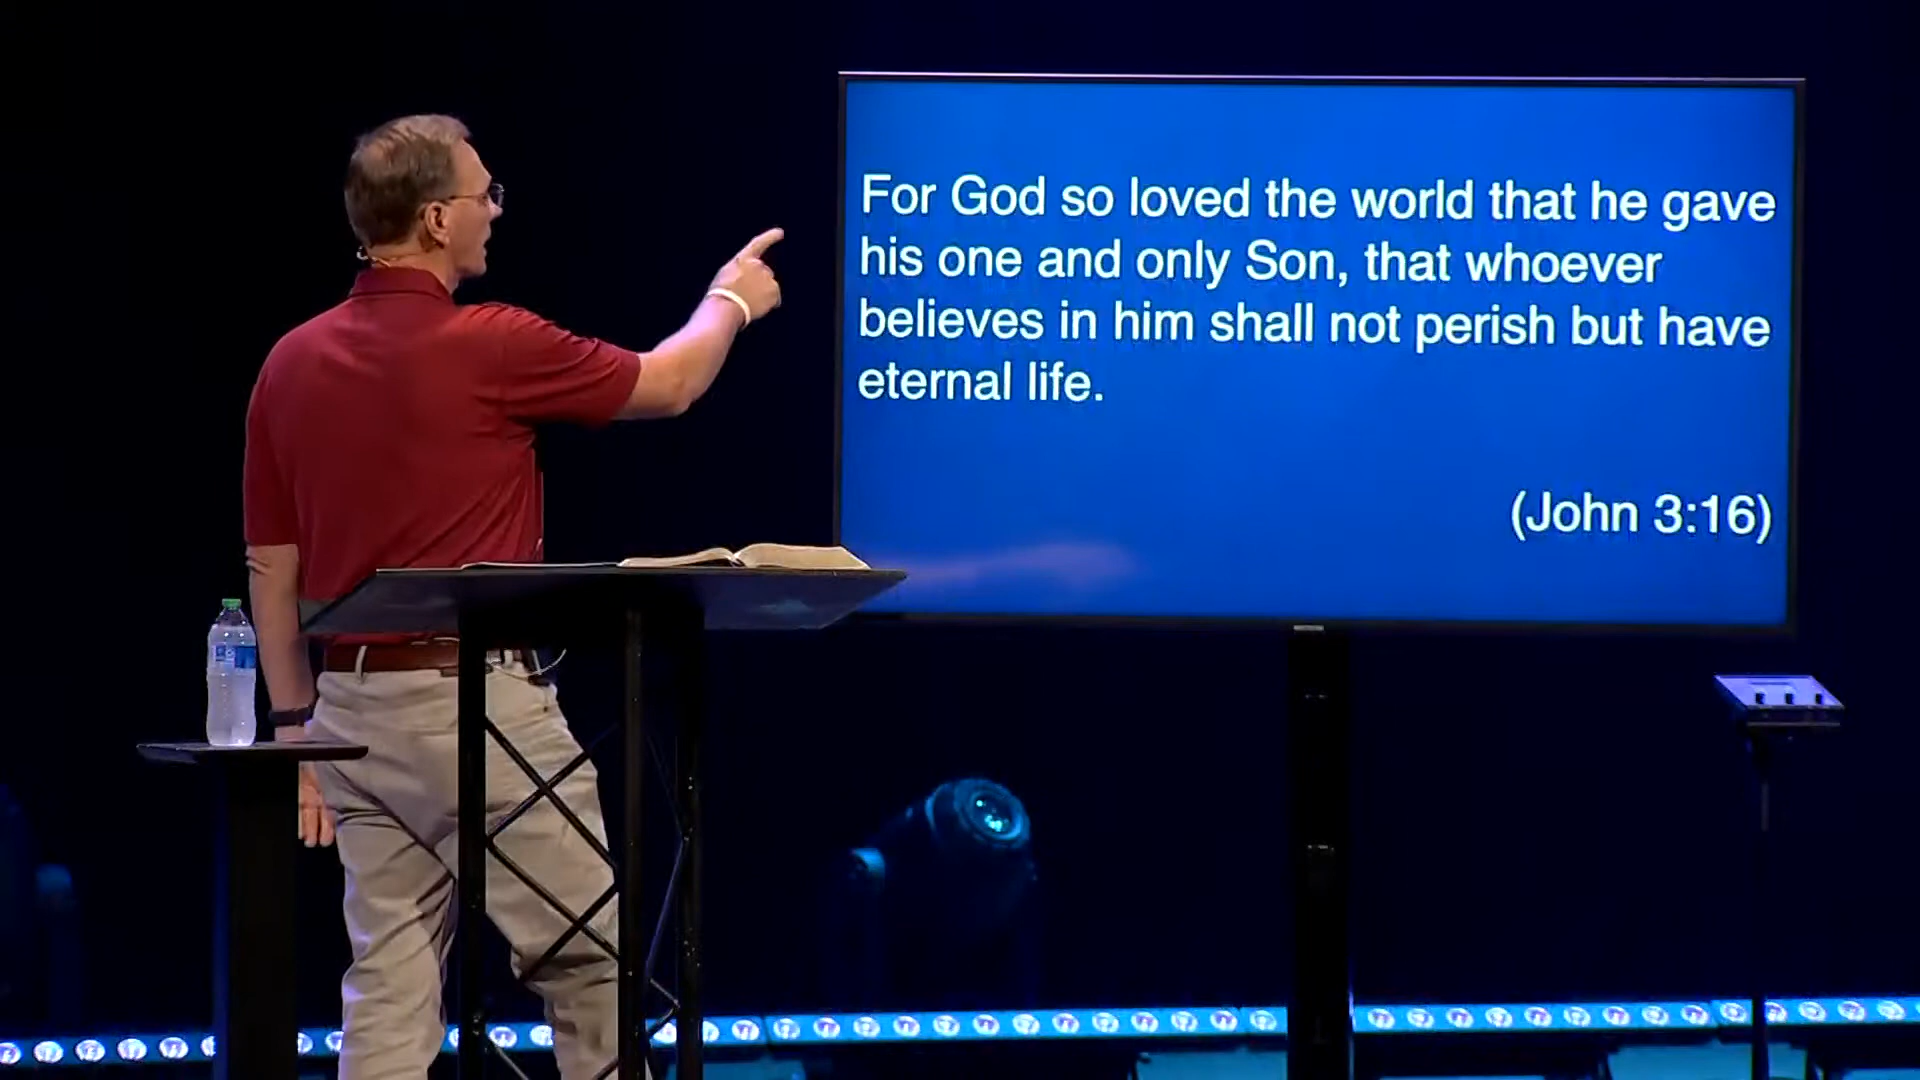 For God so loved the world that he gave
his one and only Son, that whoever
believes in him shall not perish but have
eternal life.
(John 3:16)